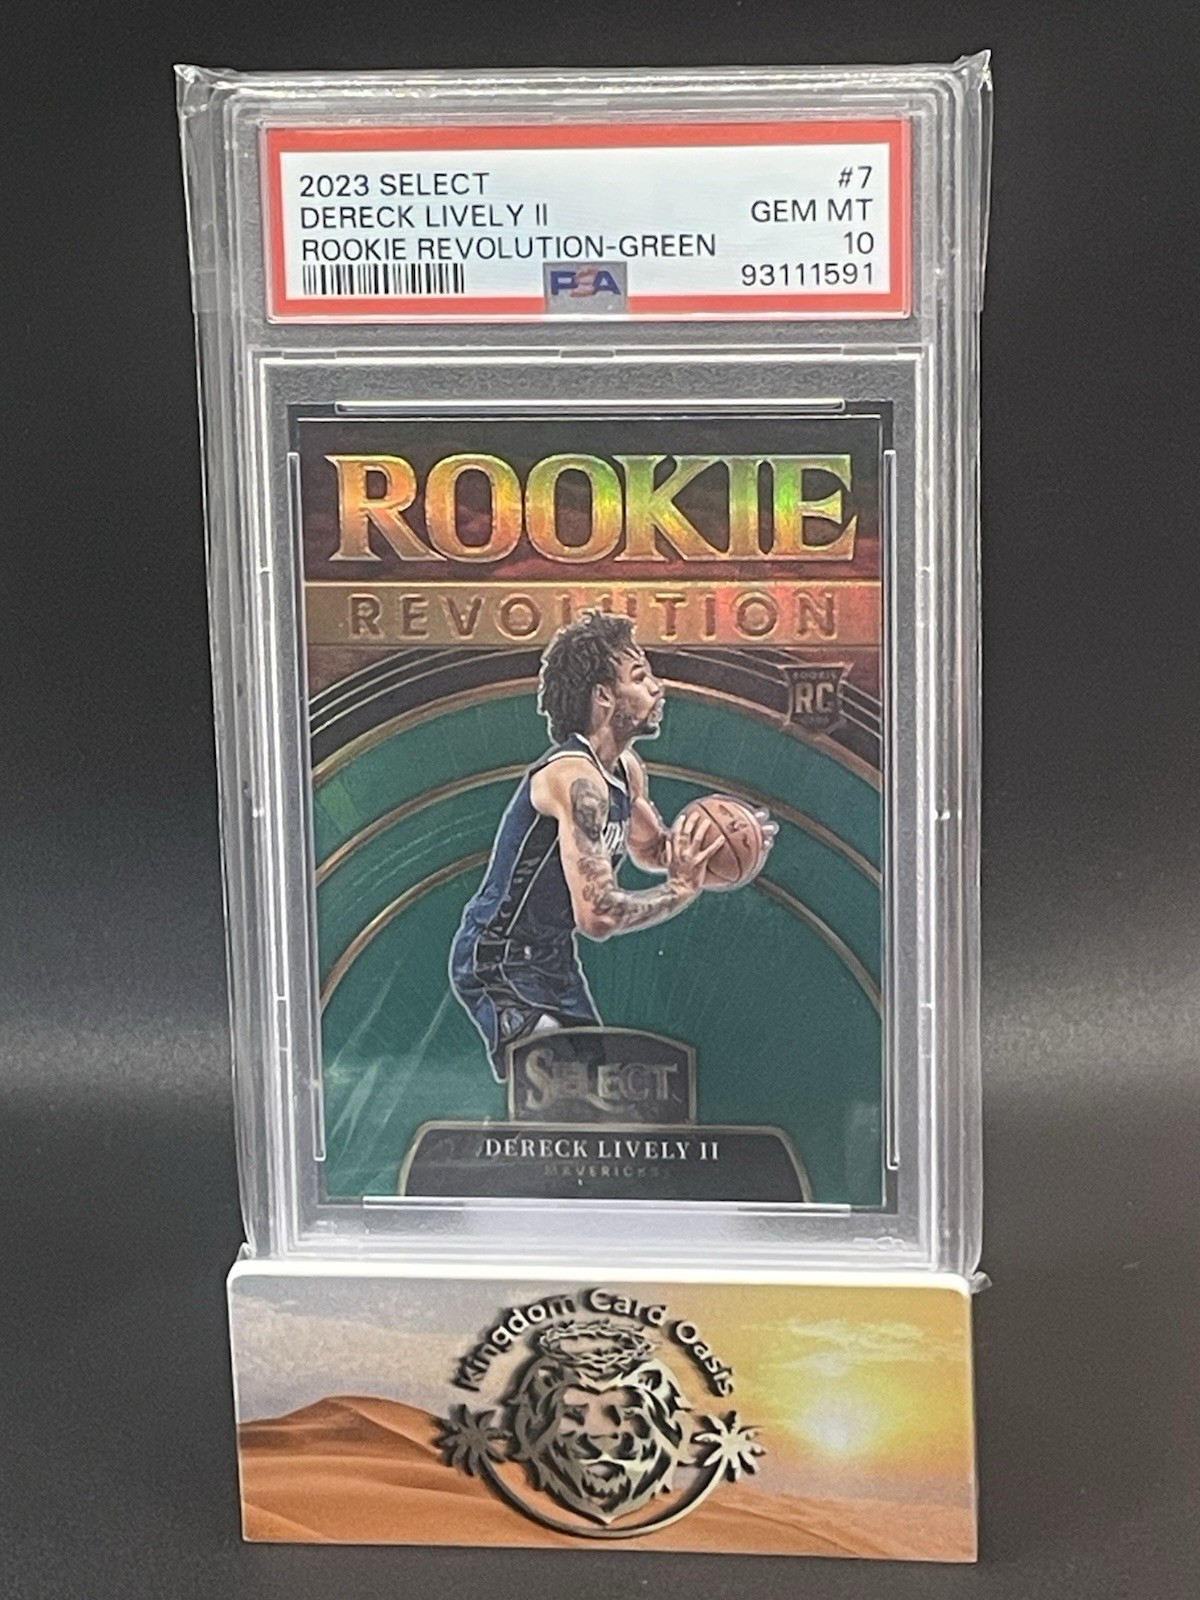 2023 SELECT #7
DERECK LIVELY II GEM MT
ROOKIE REVOLUTION-GREEN 10
93111591
PSA
ROOKIE
REVOLUTION
ROOKIE
RC
SELECT
DERECK LIVELY II
MAVERICKS
Kingdom Card Oasis